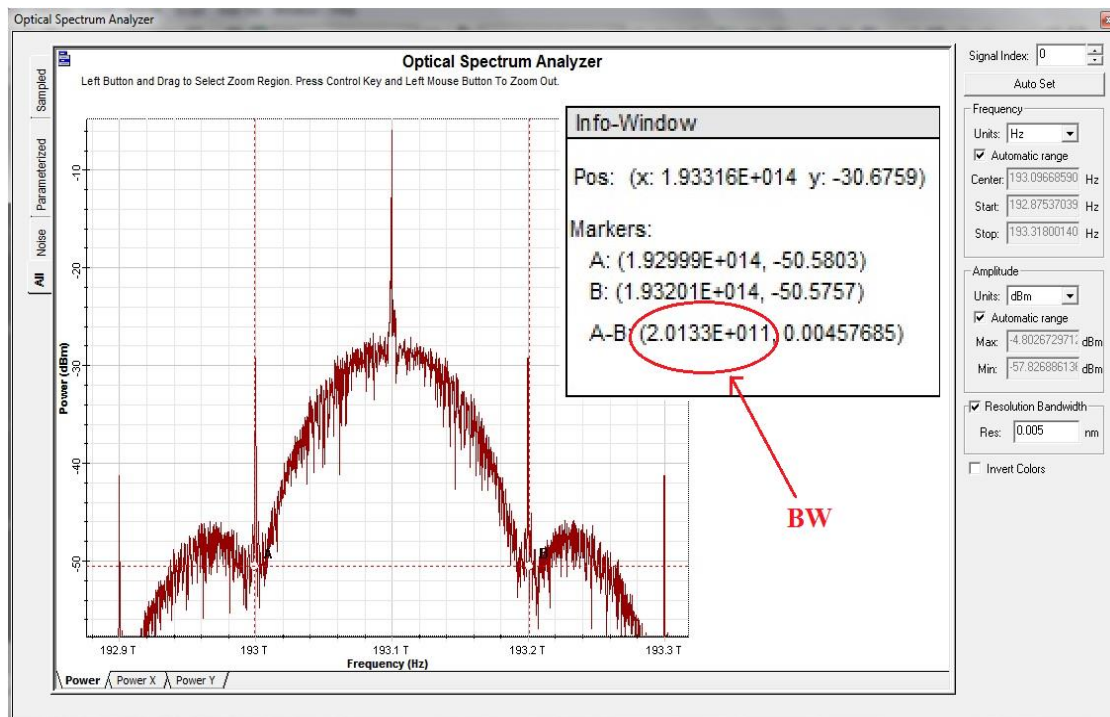 Optical Spectrum Analyzer
Optical Spectrum Analyzer
Left Button and Drag to Select Zoom Region. Press Control Key and Left Mouse Button To Zoom Out.
Sampled
Parameterized
Noise
All
Power (dBm)
-10
-20
-30
-40
-50
A
B
192.9 T
193 T
193.1 T
193.2 T
193.3 T
Frequency (Hz)
Power
Power X
Power Y
Info-Window
Pos: (x: 1.93316E+014 y: -30.6759)
Markers:
A: (1.92999E+014, -50.5803)
B: (1.93201E+014, -50.5757)
A-B: (2.0133E+011, 0.00457685)
BW
Signal Index: 0
Auto Set
Frequency
Units: Hz
Automatic range
Center: 193.09668590 Hz
Start: 192.87537039 Hz
Stop: 193.31800140 Hz
Amplitude
Units: dBm
Automatic range
Max: -4.802672971 dBm
Min: -57.82688613 dBm
Resolution Bandwidth
Res: 0.005 nm
Invert Colors